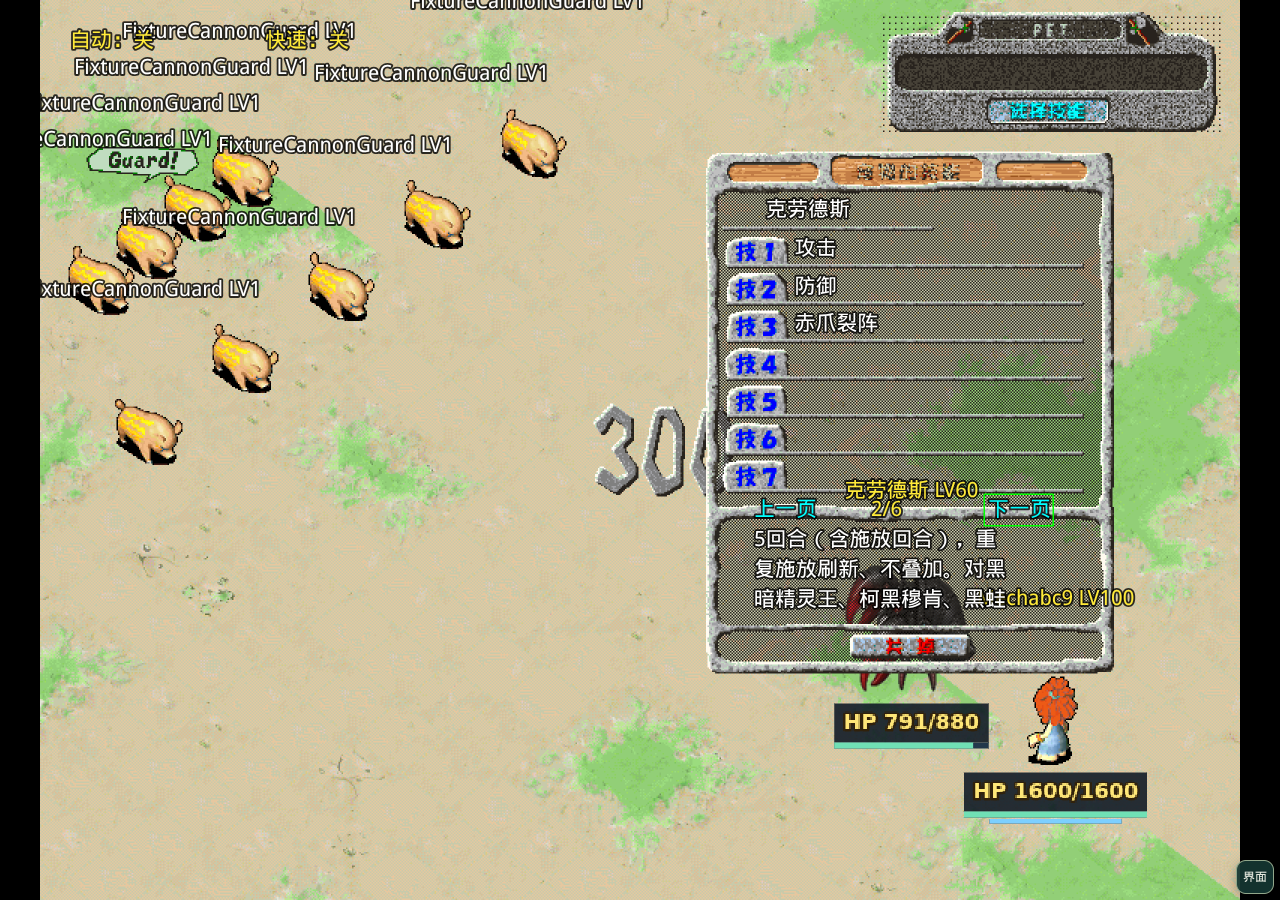 FixtureCannonGuard LV1
FixtureCannonGuard LV1
自动：关
快速：关
FixtureCannonGuard LV1
FixtureCannonGuard LV1
xtureCannonGuard LV1
eCannonGuard LV1
FixtureCannonGuard LV1
Guard!
FixtureCannonGuard LV1
xtureCannonGuard LV1
PET
选择技能
克劳德斯
技1 攻击
技2 防御
技3 赤爪裂阵
技4
技5
技6
技7
克劳德斯 LV60
上一页 2/6 下一页
5回合（含施放回合），重
复施放刷新、不叠加。对黑
暗精灵王、柯黑穆肯、黑蛙
chabc9 LV100
300
关 掉
HP 791/880
HP 1600/1600
界面